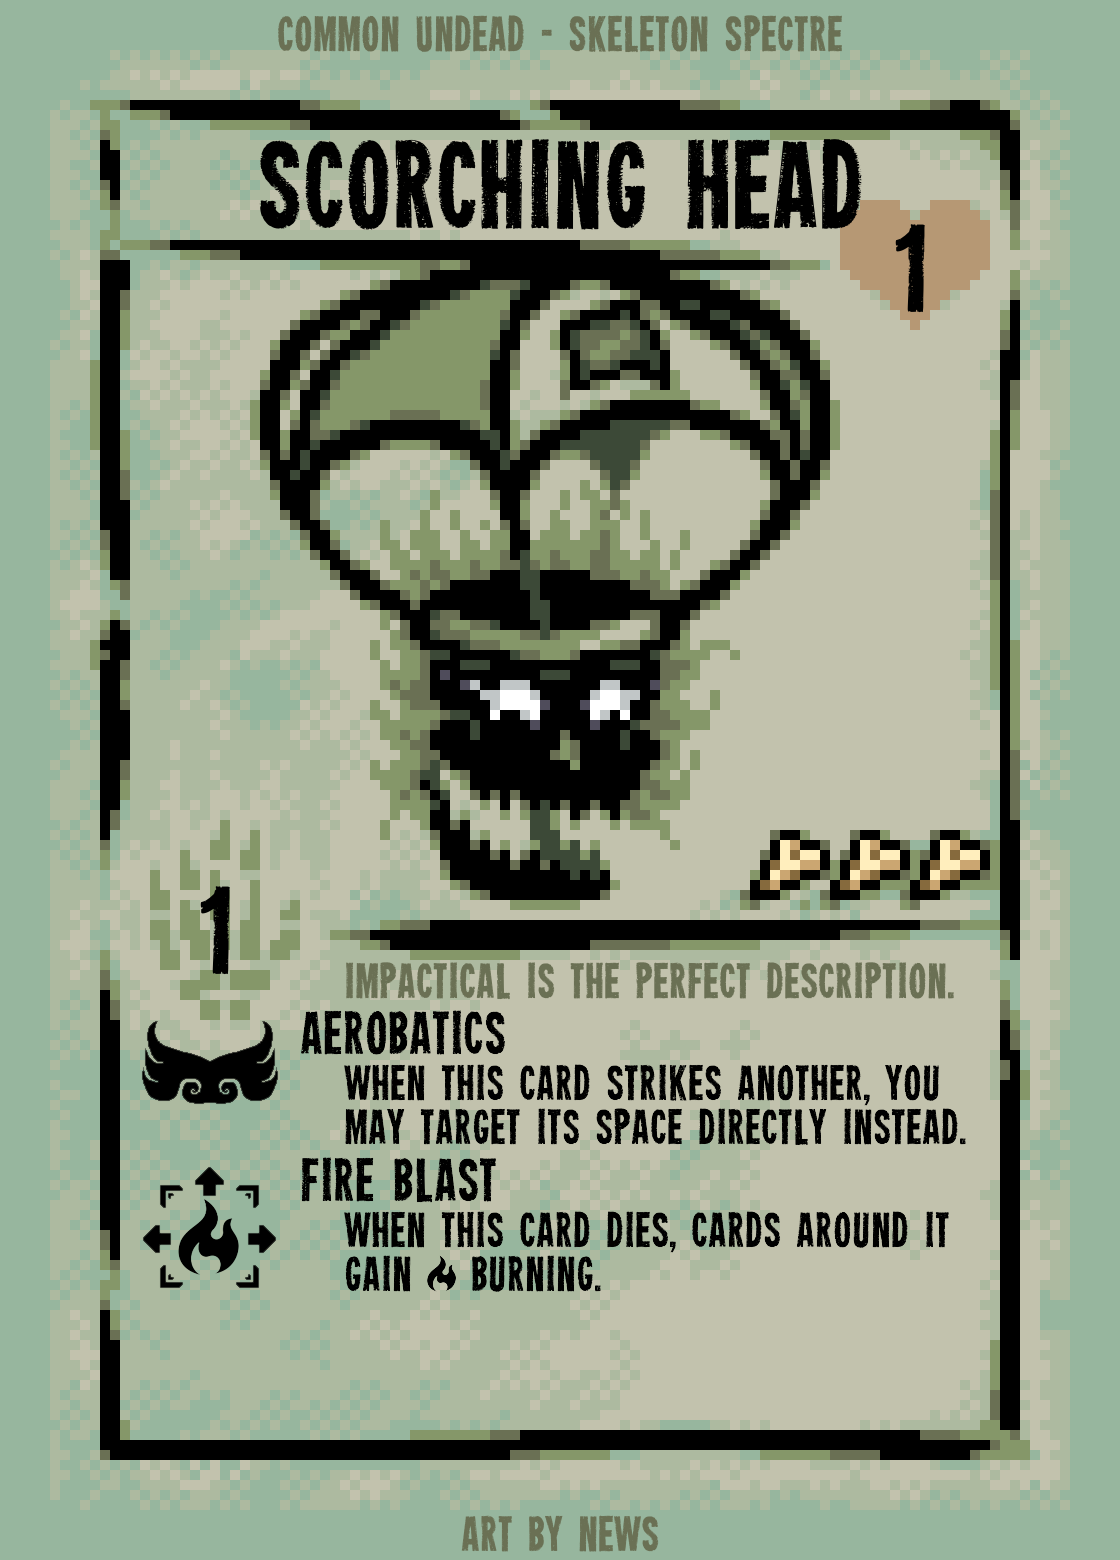 COMMON UNDEAD - SKELETON SPECTRE
SCORCHING HEAD
1
1
IMPACTICAL IS THE PERFECT DESCRIPTION.
AEROBATICS
WHEN THIS CARD STRIKES ANOTHER, YOU
MAY TARGET ITS SPACE DIRECTLY INSTEAD.
FIRE BLAST
WHEN THIS CARD DIES, CARDS AROUND IT
GAIN BURNING.
ART BY NEWS